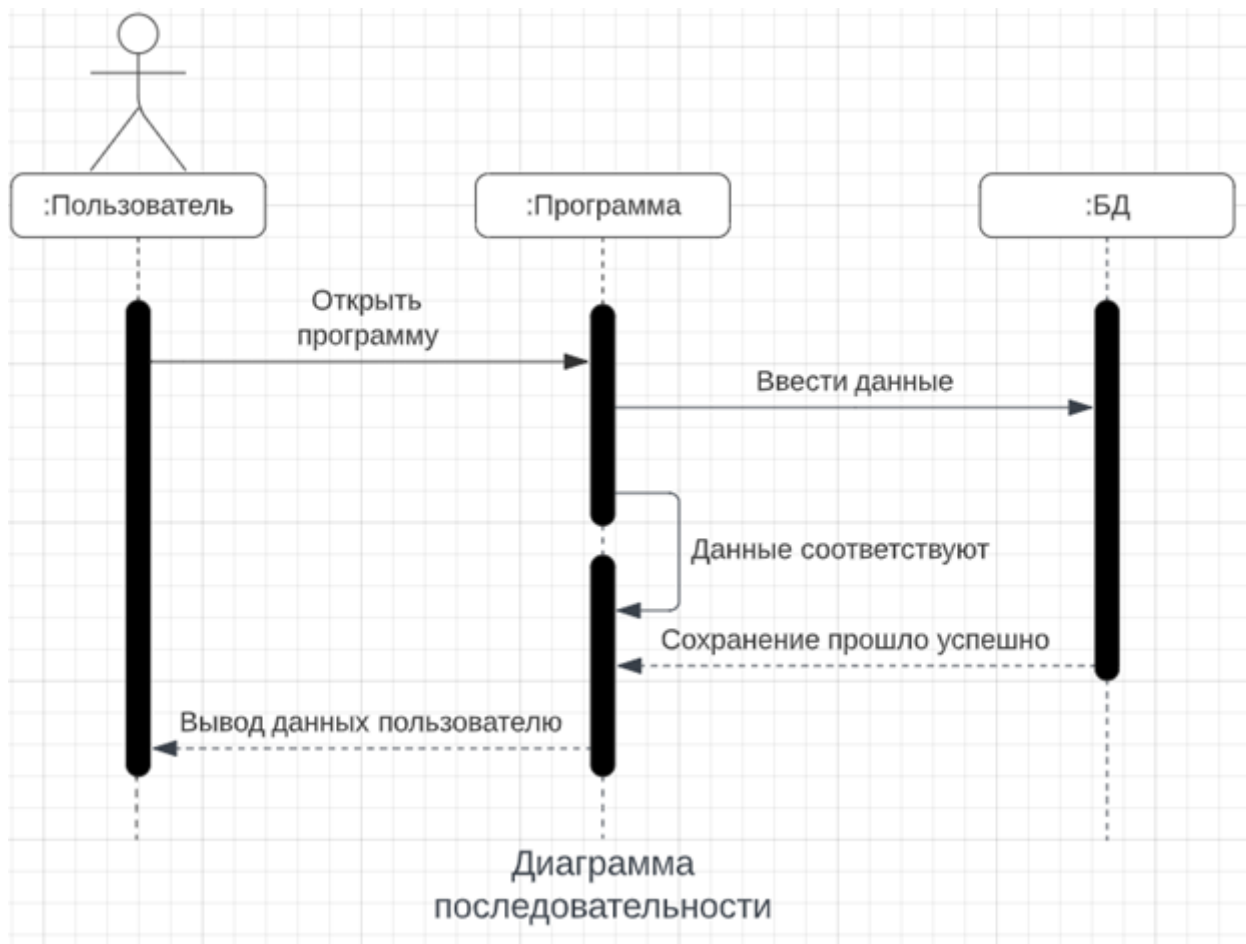 :Пользователь
:Программа
:БД
Открыть
программу
Ввести данные
Данные соответствуют
Сохранение прошло успешно
Вывод данных пользователю
Диаграмма
последовательности